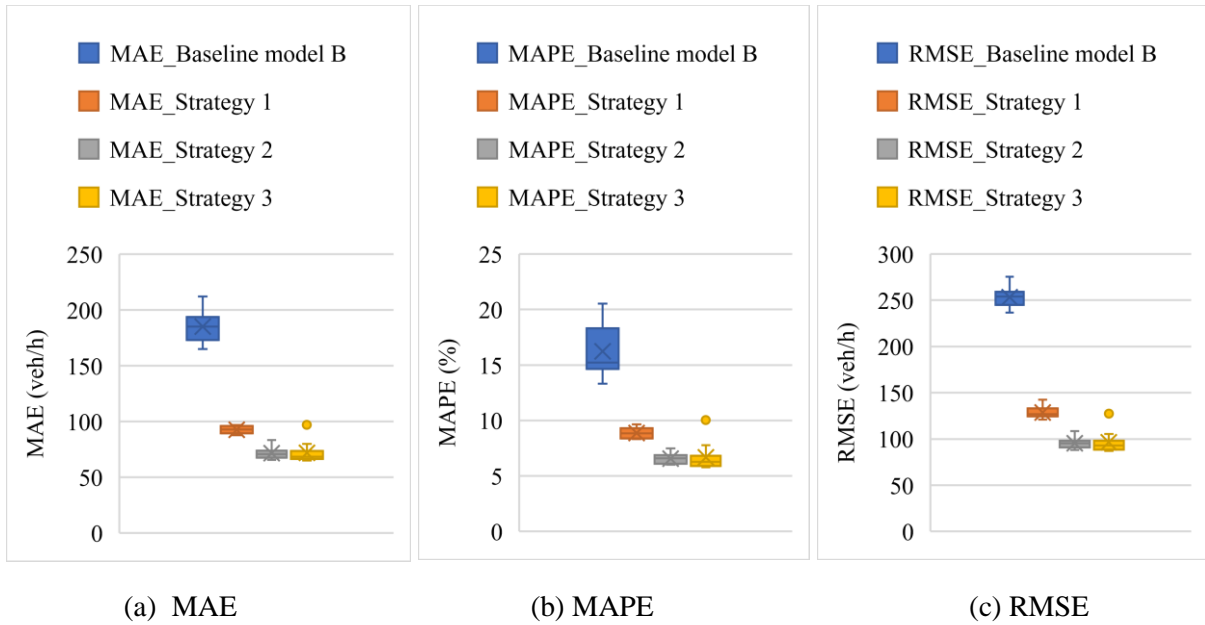 MAE_Baseline model B
MAE_Strategy 1
MAE_Strategy 2
MAE_Strategy 3
250
200
150
100
50
0
MAE (veh/h)
(a) MAE
MAPE_Baseline model B
MAPE_Strategy 1
MAPE_Strategy 2
MAPE_Strategy 3
25
20
15
10
5
0
MAPE (%)
(b) MAPE
RMSE_Baseline model B
RMSE_Strategy 1
RMSE_Strategy 2
RMSE_Strategy 3
300
250
200
150
100
50
0
RMSE (veh/h)
(c) RMSE